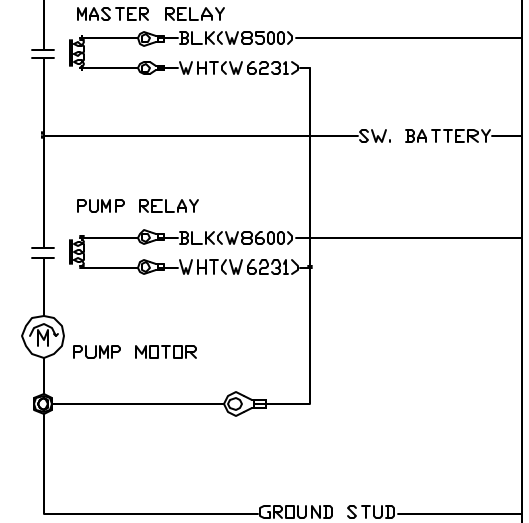 MASTER RELAY
BLK(W8500)
WHT(W6231)
SW. BATTERY
PUMP RELAY
BLK(W8600)
WHT(W6231)
M
PUMP MOTOR
GROUND STUD